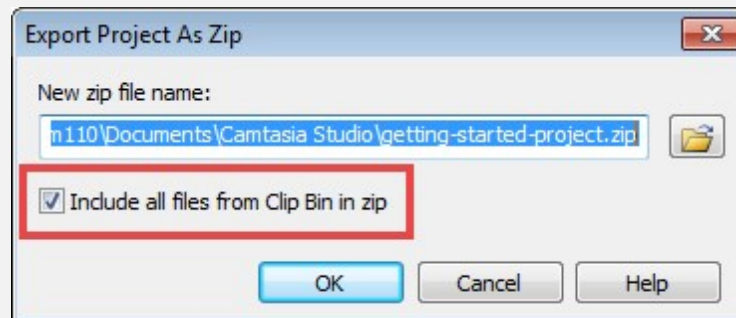 Export Project As Zip
New zip file name:
n110\Documents\Camtasia Studio\getting-started-project.zip
Include all files from Clip Bin in zip
OK Cancel Help